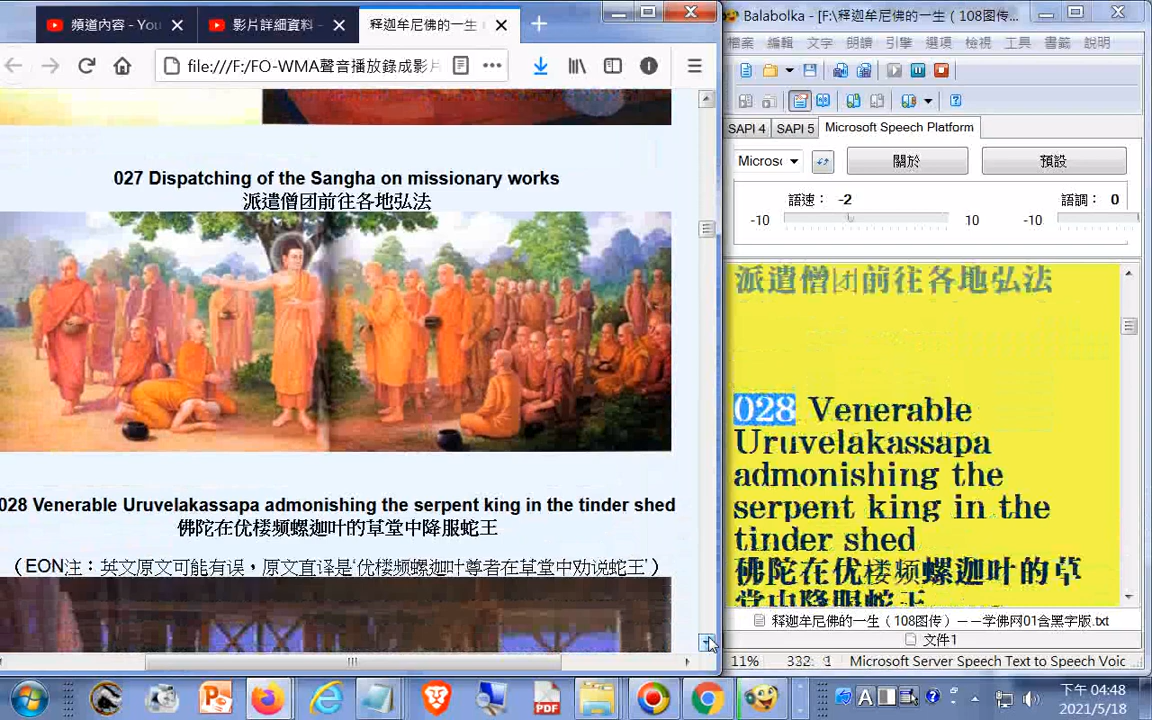 頻道內容 - You
影片詳細資料 -
释迦牟尼佛的一生
file:///F:/FO-WMA聲音播放錄成影片
027 Dispatching of the Sangha on missionary works
派遣僧团前往各地弘法
028 Venerable Uruvelakassapa admonishing the serpent king in the tinder shed
佛陀在优楼频螺迦叶的草堂中降服蛇王
（EON注：英文原文可能有误，原文直译是‘优楼频螺迦叶尊者在草堂中劝说蛇王’）
Balabolka - [F:\释迦牟尼佛的一生（108图传...
檔案 編輯 文字 朗讀 引擎 選項 檢視 工具 書籤 說明
SAPI 4 SAPI 5 Microsoft Speech Platform
Micros 關於 預設
語速： -2 語調： 0
-10 10 -10
派遣僧团前往各地弘法
028 Venerable
Uruvelakassapa
admonishing the
serpent king in the
tinder shed
佛陀在优楼频螺迦叶的草
堂中降服蛇王
释迦牟尼佛的一生（108图传）——学佛网01含黑字版.txt
文件1
11% 332: 1 Microsoft Server Speech Text to Speech Voic
PDF
A
下午 04:48
2021/5/18